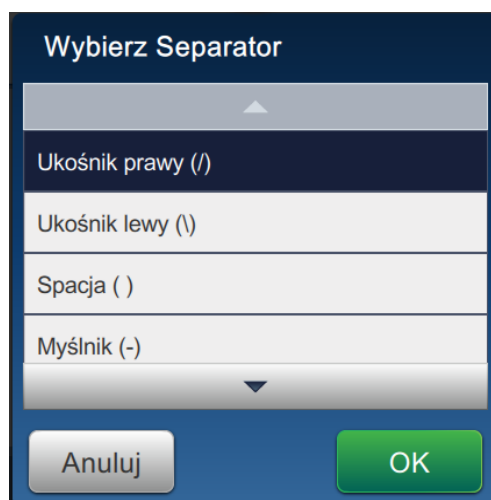 Wybierz Separator
Ukośnik prawy (/)
Ukośnik lewy (\)
Spacja ( )
Myślnik (-)
Anuluj OK